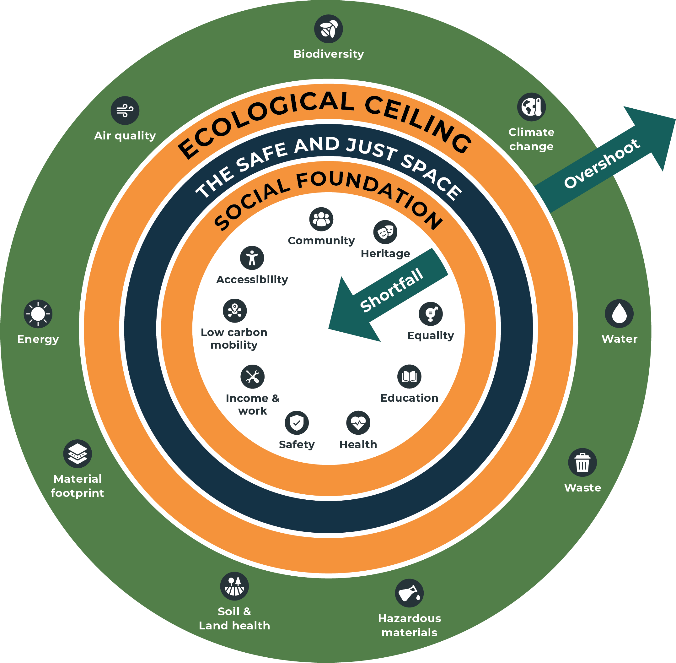 Biodiversity
Air quality
Climate
change
Overshoot
ECOLOGICAL CEILING
THE SAFE AND JUST SPACE
SOCIAL FOUNDATION
Community
Heritage
Accessibility
Shortfall
Low carbon
mobility
Equality
Income &
work
Education
Safety
Health
Energy
Water
Material
footprint
Waste
Soil &
Land health
Hazardous
materials